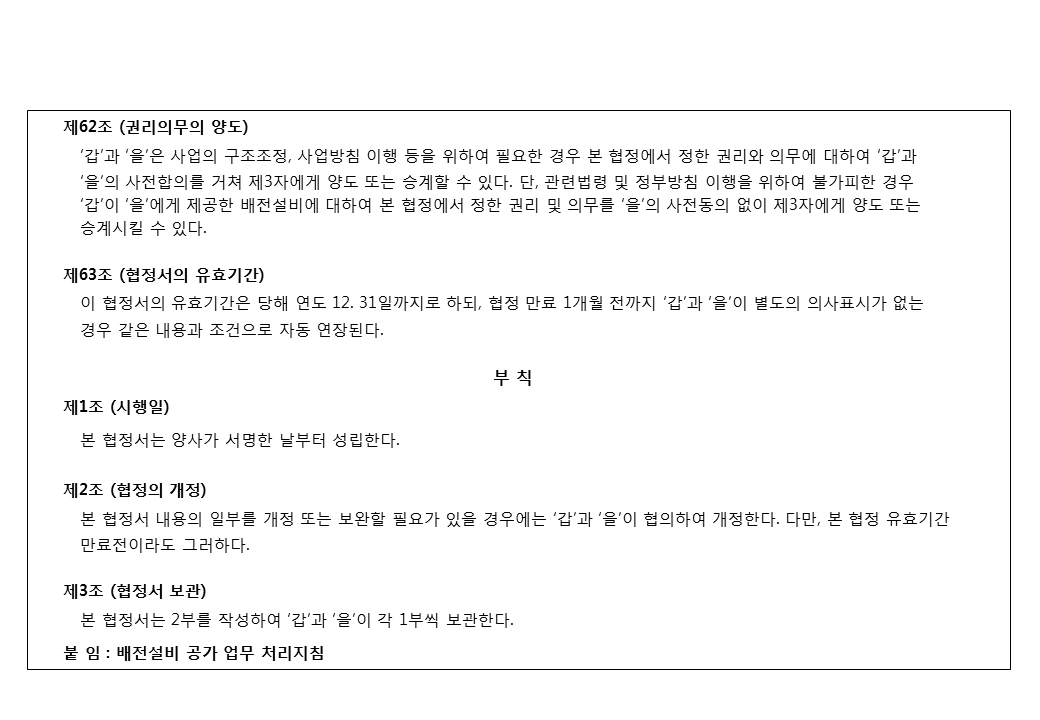 제62조 (권리의무의 양도)
‘갑’과 ‘을’은 사업의 구조조정, 사업방침 이행 등을 위하여 필요한 경우 본 협정에서 정한 권리와 의무에 대하여 ‘갑’과
‘을’의 사전합의를 거쳐 제3자에게 양도 또는 승계할 수 있다. 단, 관련법령 및 정부방침 이행을 위하여 불가피한 경우
‘갑’이 ‘을’에게 제공한 배전설비에 대하여 본 협정에서 정한 권리 및 의무를 ‘을’의 사전동의 없이 제3자에게 양도 또는
승계시킬 수 있다.
제63조 (협정서의 유효기간)
이 협정서의 유효기간은 당해 연도 12. 31일까지로 하되, 협정 만료 1개월 전까지 ‘갑’과 ‘을’이 별도의 의사표시가 없는
경우 같은 내용과 조건으로 자동 연장된다.
부 칙
제1조 (시행일)
본 협정서는 양사가 서명한 날부터 성립한다.
제2조 (협정의 개정)
본 협정서 내용의 일부를 개정 또는 보완할 필요가 있을 경우에는 ‘갑’과 ‘을’이 협의하여 개정한다. 다만, 본 협정 유효기간
만료전이라도 그러하다.
제3조 (협정서 보관)
본 협정서는 2부를 작성하여 ‘갑’과 ‘을’이 각 1부씩 보관한다.
붙 임 : 배전설비 공가 업무 처리지침